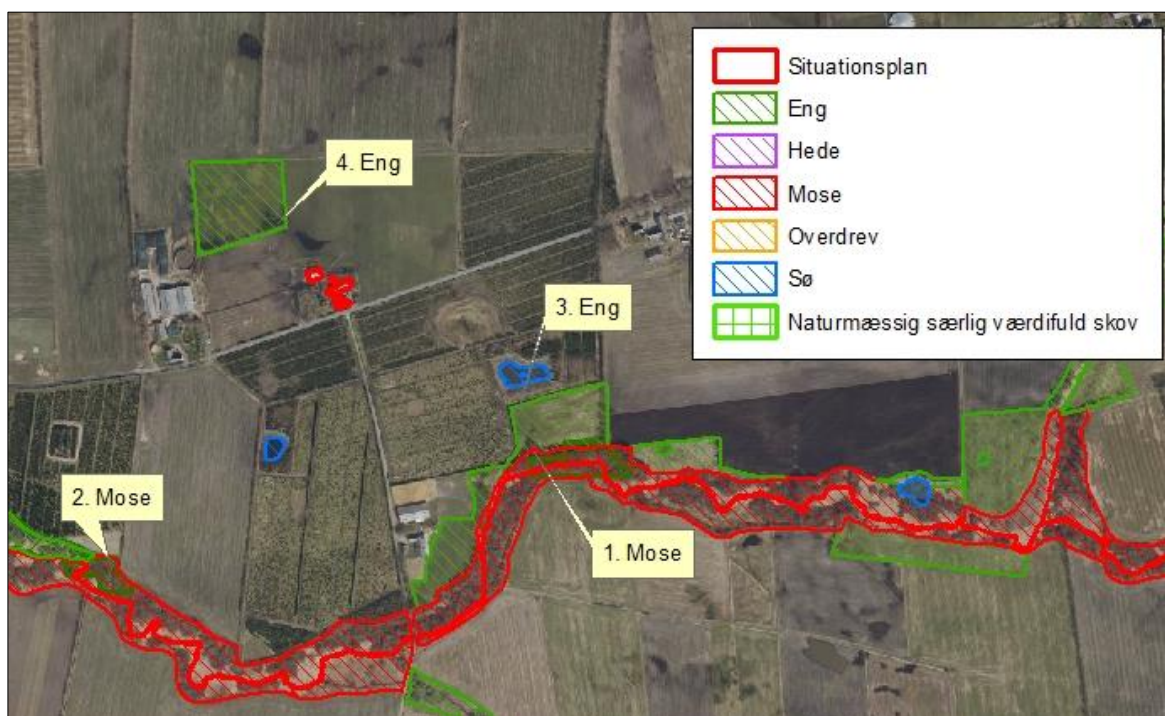 Situationsplan
Eng
Hede
Mose
Overdrev
Sø
Naturmæssig særlig værdifuld skov
4. Eng
3. Eng
2. Mose
1. Mose